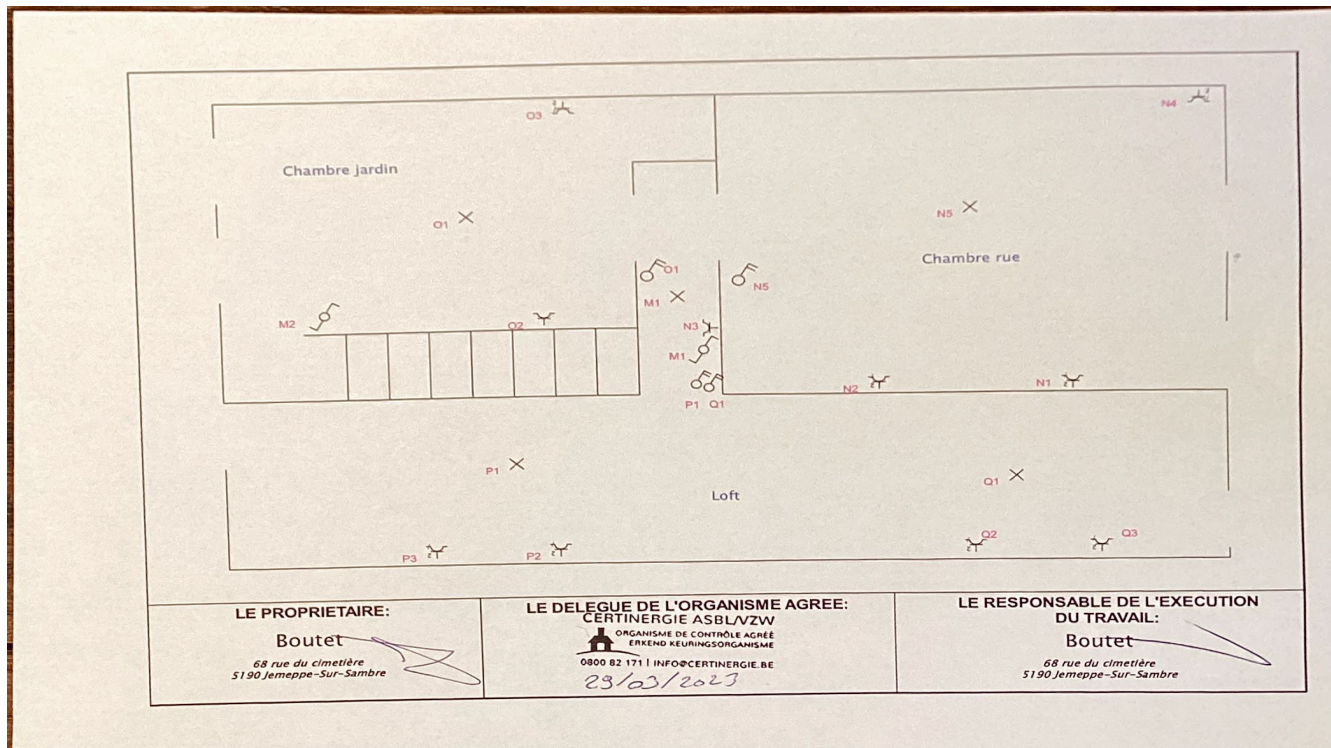 O3
N4
Chambre jardin
O1
N5
Chambre rue
O1
M1
N5
M2
O2
N3
M1
N2
N1
P1 Q1
P1
Q1
Loft
Q2
Q3
P3
P2
LE PROPRIETAIRE:
Boutet
68 rue du cimetière
5190 Jemeppe-Sur-Sambre
LE DELEGUE DE L'ORGANISME AGREE:
CERTINERGIE ASBL/VZW
ORGANISME DE CONTRÔLE AGRÉÉ
ERKEND KEURINGSORGANISME
0800 82 171 | INFO@CERTINERGIE.BE
29/03/2023
LE RESPONSABLE DE L'EXECUTION
DU TRAVAIL:
Boutet
68 rue du cimetière
5190 Jemeppe-Sur-Sambre